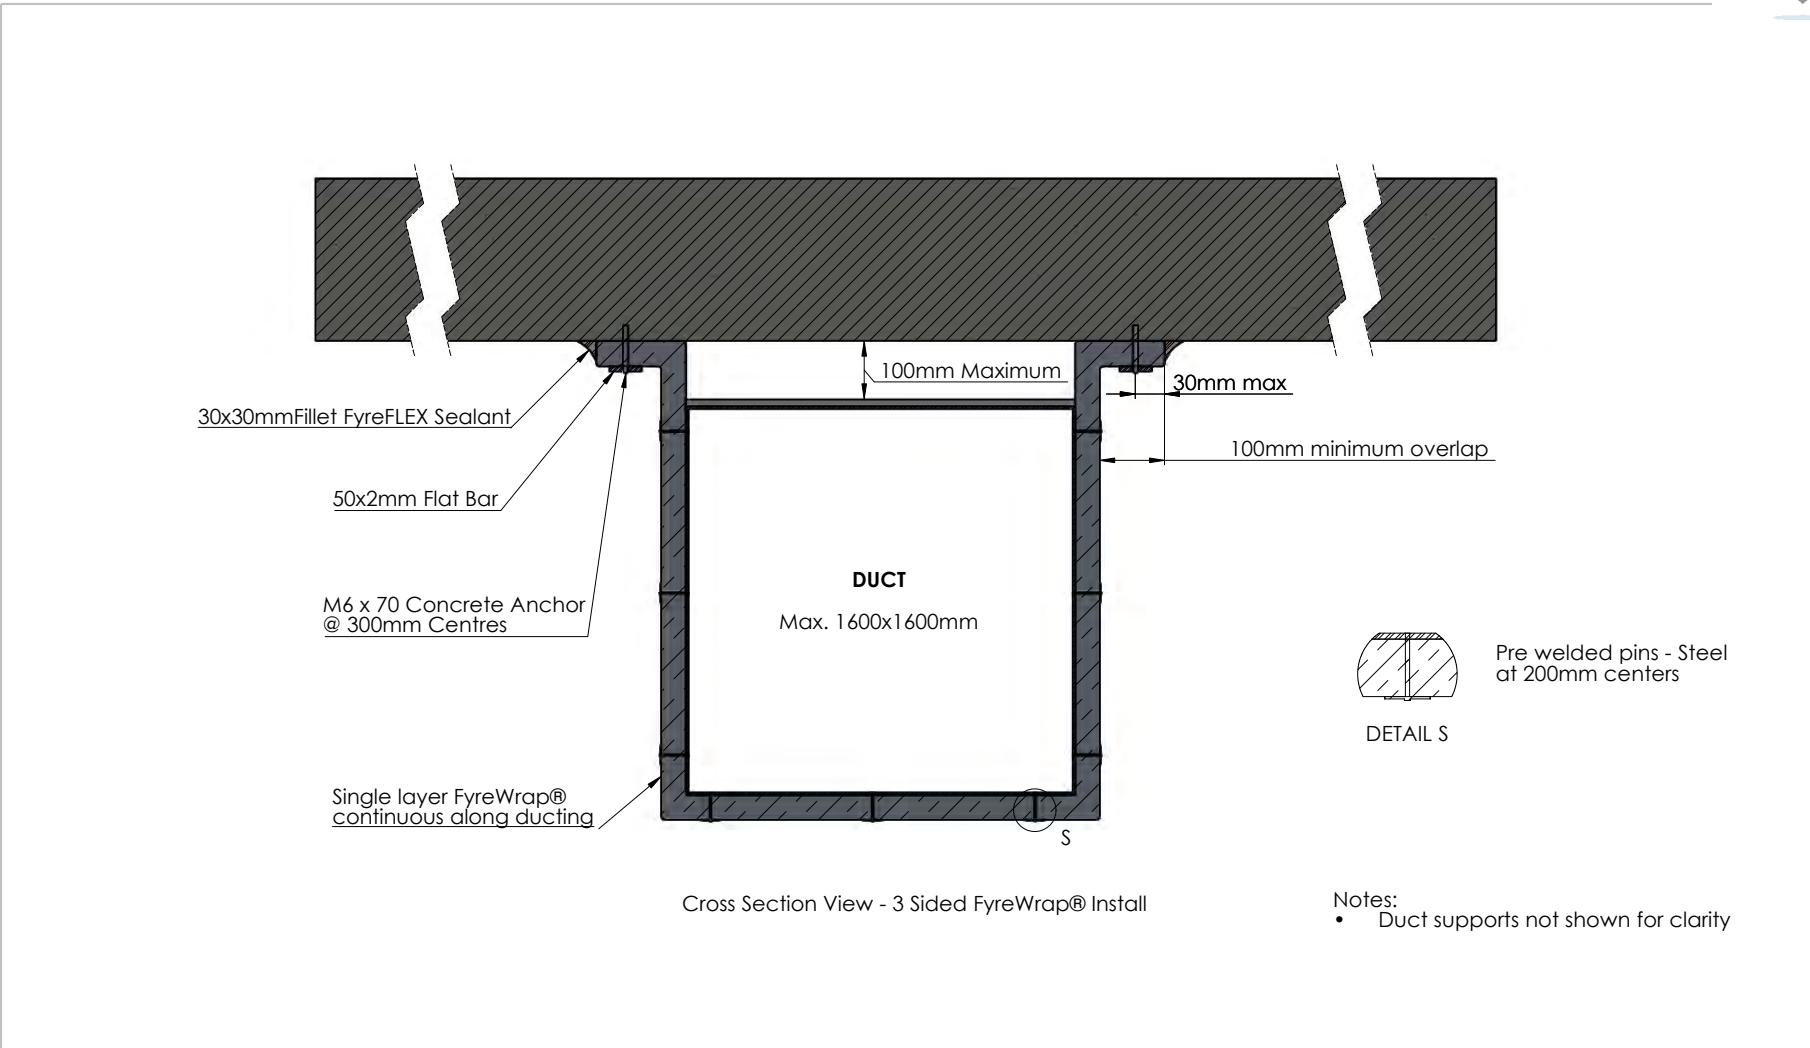 100mm Maximum
30mm max
30x30mmFillet FyreFLEX Sealant
100mm minimum overlap
50x2mm Flat Bar
DUCT
Max. 1600x1600mm
M6 x 70 Concrete Anchor
@ 300mm Centres
Pre welded pins - Steel
at 200mm centers
DETAIL S
Single layer FyreWrap®
continuous along ducting
S
Cross Section View - 3 Sided FyreWrap® Install
Notes:
• Duct supports not shown for clarity